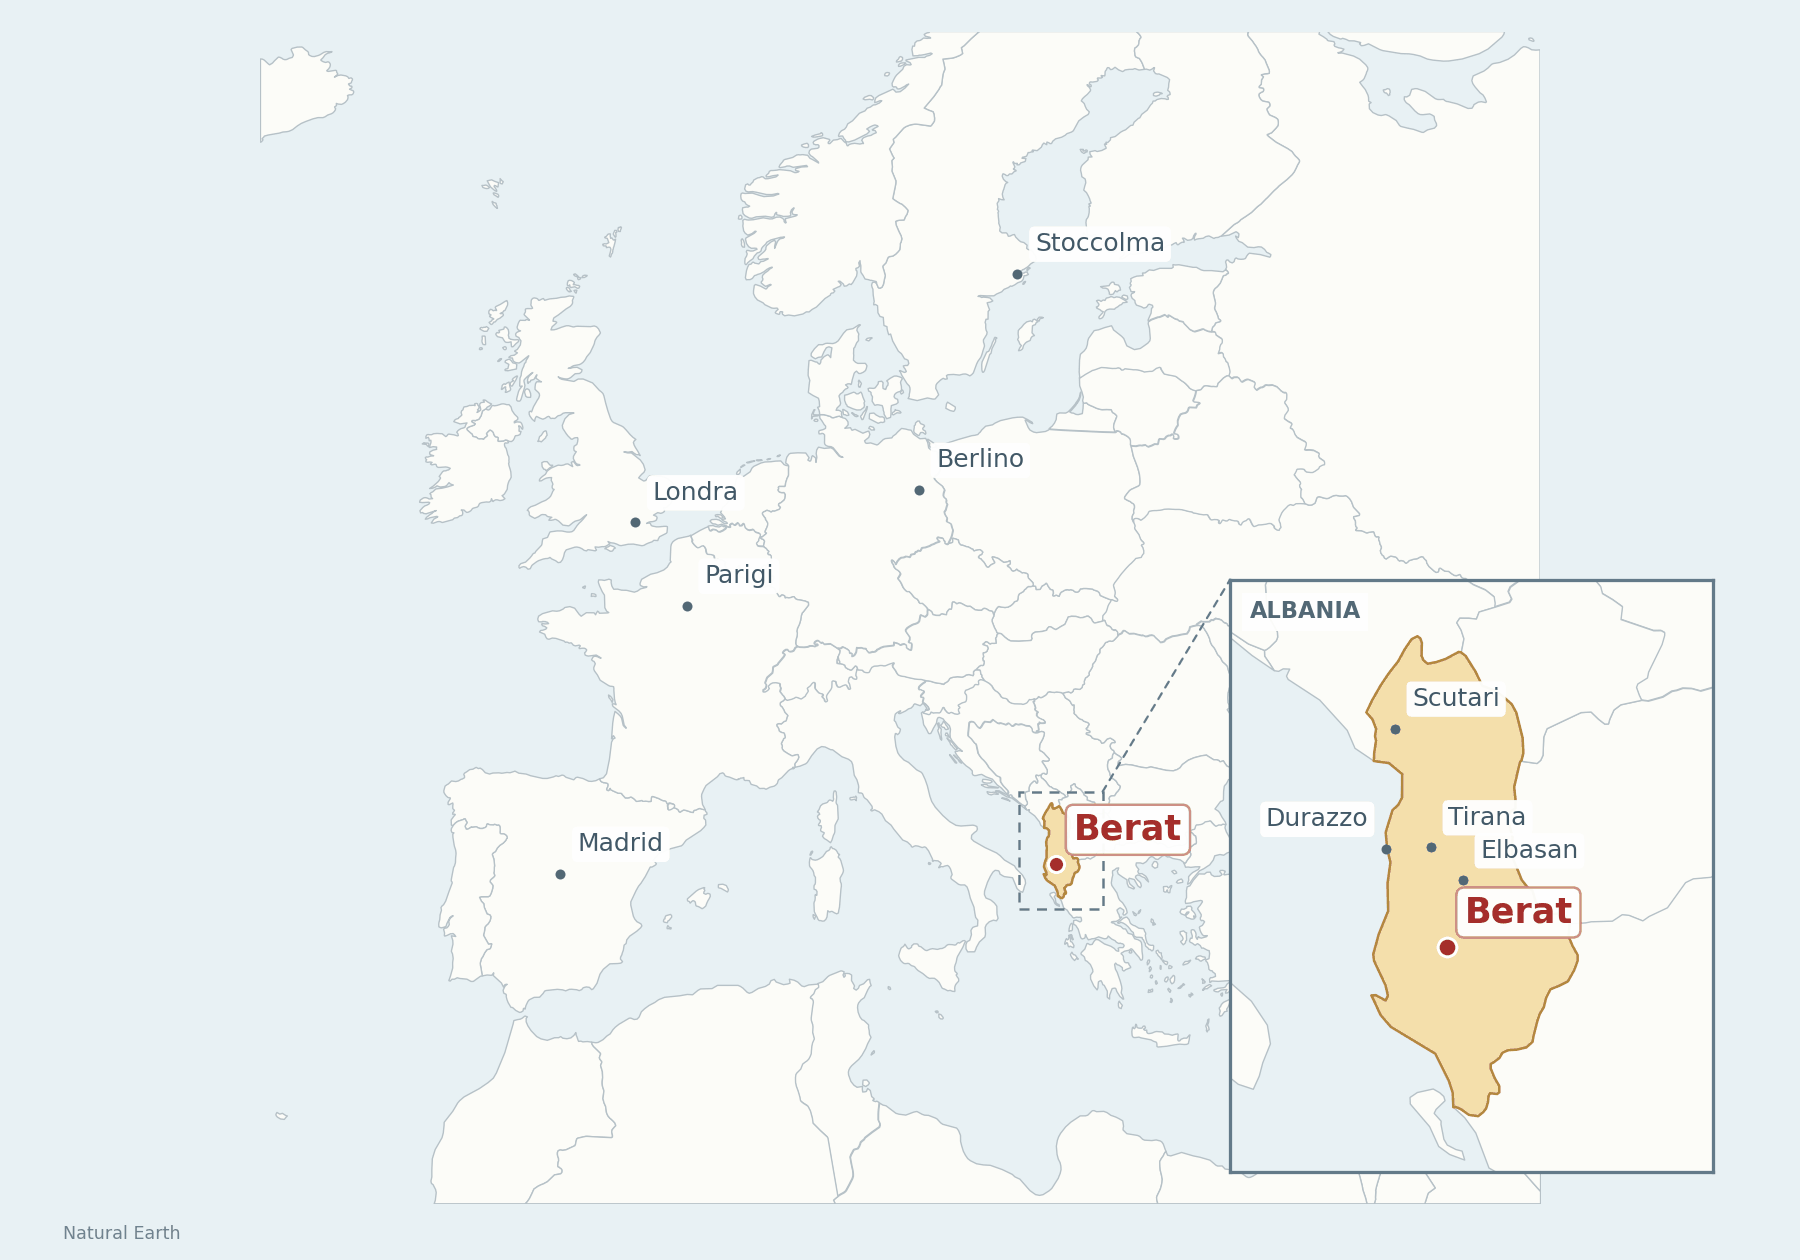 Stoccolma
Berlino
Londra
Parigi
Madrid
Berat
ALBANIA
Scutari
Durazzo
Tirana
Elbasan
Berat
Natural Earth